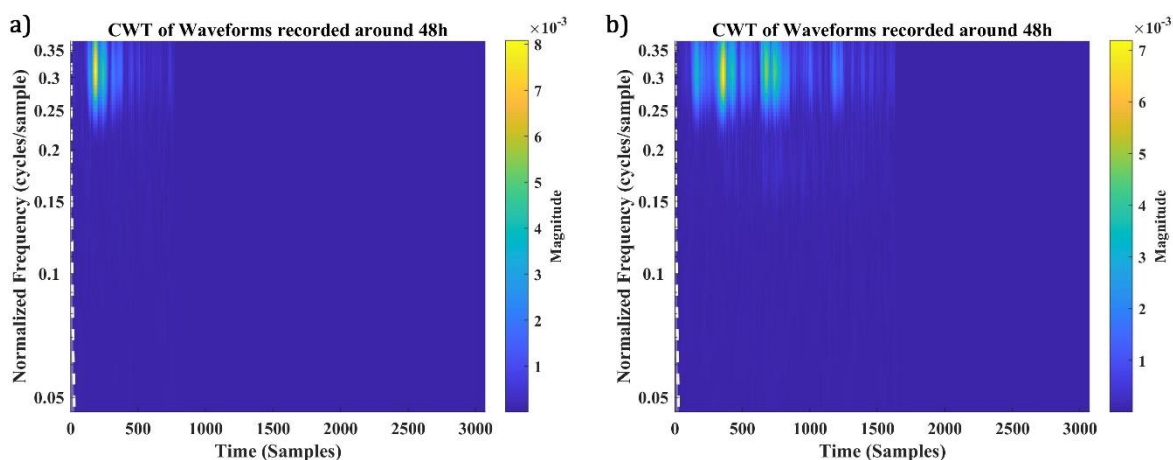 a)
CWT of Waveforms recorded around 48h
×10-3
0.35
0.3
0.25
0.2
0.15
0.1
0.05
Normalized Frequency (cycles/sample)
0 500 1000 1500 2000 2500 3000
Time (Samples)
8
7
6
5
4
3
2
1
Magnitude
b)
CWT of Waveforms recorded around 48h
×10-3
0.35
0.3
0.25
0.2
0.15
0.1
0.05
Normalized Frequency (cycles/sample)
0 500 1000 1500 2000 2500 3000
Time (Samples)
7
6
5
4
3
2
1
Magnitude